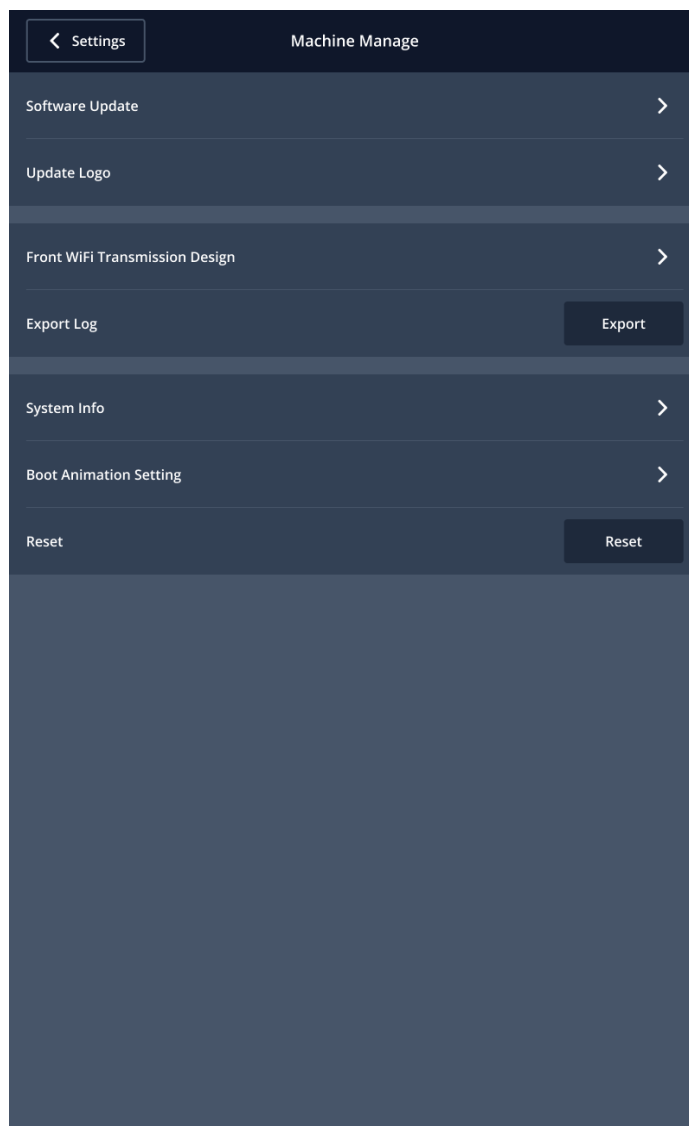 Settings
Machine Manage
Software Update
Update Logo
Front WiFi Transmission Design
Export Log
Export
System Info
Boot Animation Setting
Reset
Reset